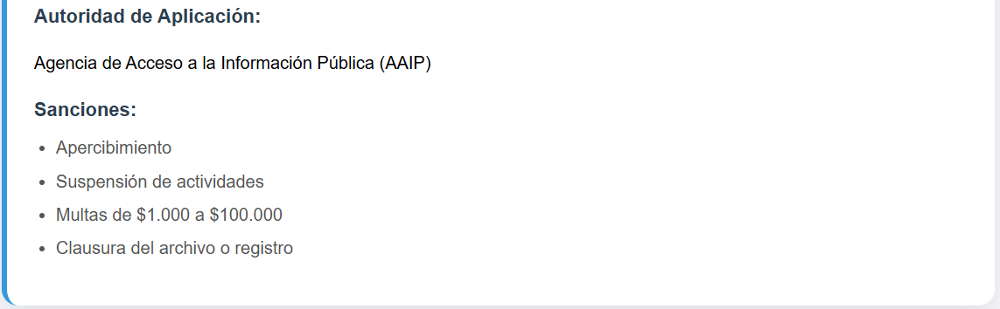 Autoridad de Aplicación:
Agencia de Acceso a la Información Pública (AAIP)
Sanciones:
• Apercibimiento
• Suspensión de actividades
• Multas de $1.000 a $100.000
• Clausura del archivo o registro